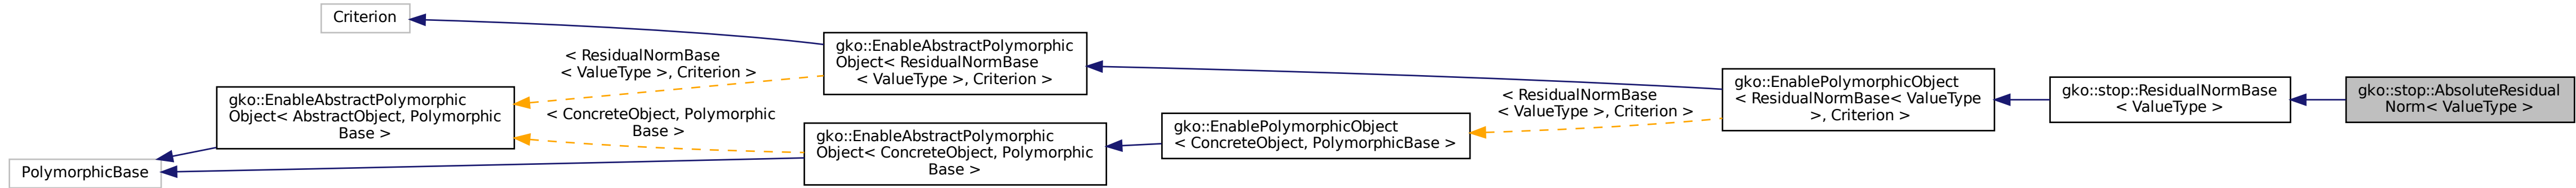 Criterion
gko::EnableAbstractPolymorphic
Object< ResidualNormBase
< ValueType >, Criterion >
< ResidualNormBase
< ValueType >, Criterion >
gko::EnableAbstractPolymorphic
Object< AbstractObject, Polymorphic
Base >
< ConcreteObject, Polymorphic
Base >
PolymorphicBase
gko::EnableAbstractPolymorphic
Object< ConcreteObject, Polymorphic
Base >
gko::EnablePolymorphicObject
< ConcreteObject, PolymorphicBase >
< ResidualNormBase
< ValueType >, Criterion >
gko::EnablePolymorphicObject
< ResidualNormBase< ValueType
>, Criterion >
gko::stop::ResidualNormBase
< ValueType >
gko::stop::AbsoluteResidual
Norm< ValueType >